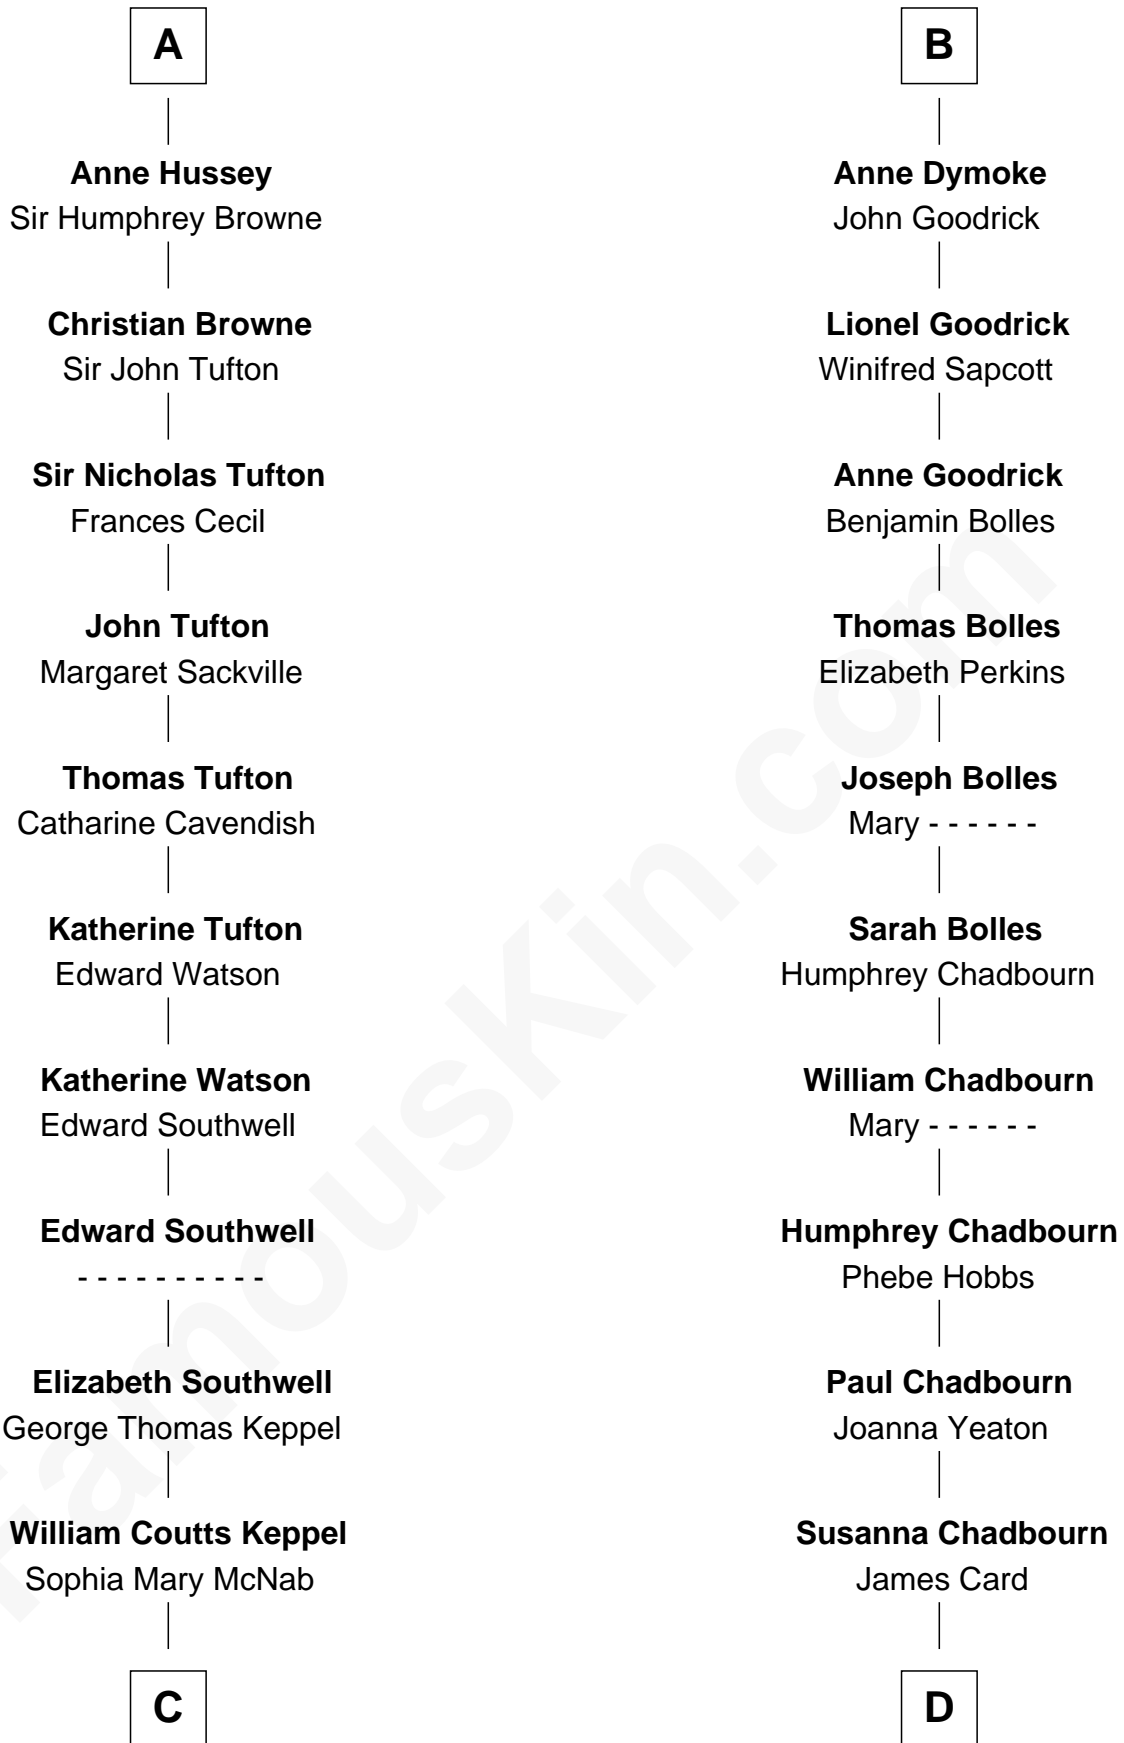 A
Anne Hussey
Sir Humphrey Browne
Christian Browne
Sir John Tufton
Sir Nicholas Tufton
Frances Cecil
John Tufton
Margaret Sackville
Thomas Tufton
Catharine Cavendish
Katherine Tufton
Edward Watson
Katherine Watson
Edward Southwell
Edward Southwell
- - - - - - - - - -
Elizabeth Southwell
George Thomas Keppel
William Coutts Keppel
Sophia Mary McNab
C
B
Anne Dymoke
John Goodrick
Lionel Goodrick
Winifred Sapcott
Anne Goodrick
Benjamin Bolles
Thomas Bolles
Elizabeth Perkins
Joseph Bolles
Mary - - - - - -
Sarah Bolles
Humphrey Chadbourn
William Chadbourn
Mary - - - - - -
Humphrey Chadbourn
Phebe Hobbs
Paul Chadbourn
Joanna Yeaton
Susanna Chadbourn
James Card
D
FamousKin.com